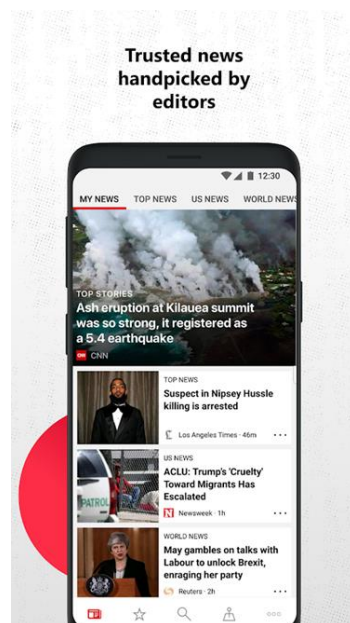 Trusted news
handpicked by
editors
12:30
MY NEWS TOP NEWS US NEWS WORLD NEWS
TOP STORIES
Ash eruption at Kilauea summit
was so strong, it registered as
a 5.4 earthquake
CNN CNN
TOP NEWS
Suspect in Nipsey Hussle
killing is arrested
Los Angeles Times · 46m
US NEWS
ACLU: Trump's 'Cruelty'
Toward Migrants Has
Escalated
N Newsweek · 1h
PATROL
WORLD NEWS
May gambles on talks with
Labour to unlock Brexit,
enraging her party
Reuters · 2h